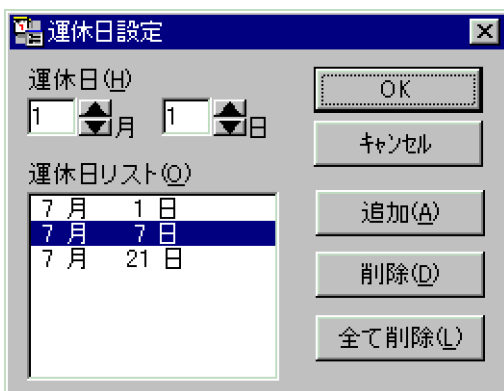 運休日設定
運休日(H)
1 月 1 日
運休日リスト(O)
7 月 1 日
7 月 7 日
7 月 21 日
OK
キャンセル
追加(A)
削除(D)
全て削除(L)